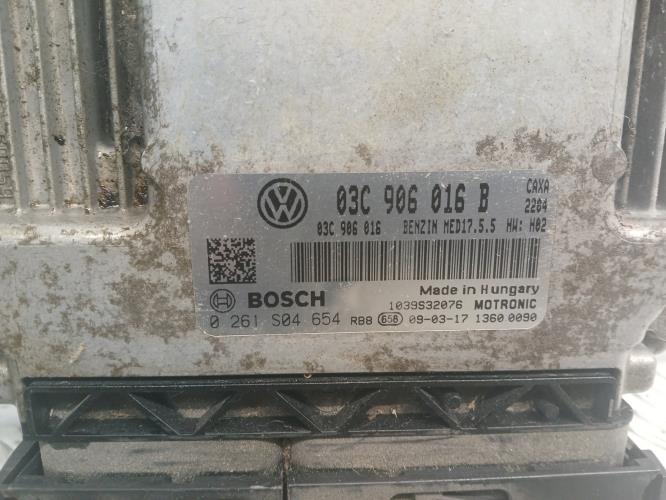 03C 906 016 B CAXA
2204
03C 906 016 BENZIN MED17.5.5 HW: H02
Made in Hungary
BOSCH 1039S32076 MOTRONIC
0 261 S04 654 RB8 658 09-03-17 1360 0090